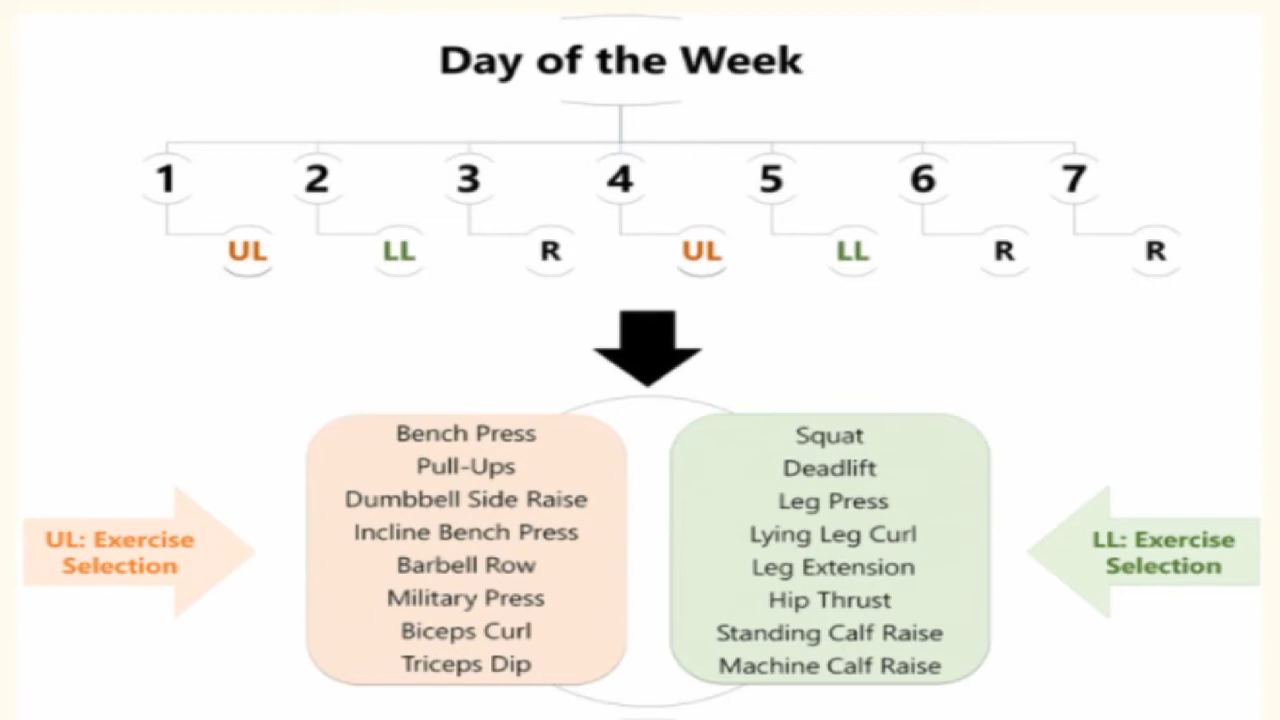 Day of the Week
1 2 3 4 5 6 7
UL LL R UL LL R R
Bench Press
Pull-Ups
Dumbbell Side Raise
Incline Bench Press
Barbell Row
Military Press
Biceps Curl
Triceps Dip
Squat
Deadlift
Leg Press
Lying Leg Curl
Leg Extension
Hip Thrust
Standing Calf Raise
Machine Calf Raise
UL: Exercise
Selection
LL: Exercise
Selection